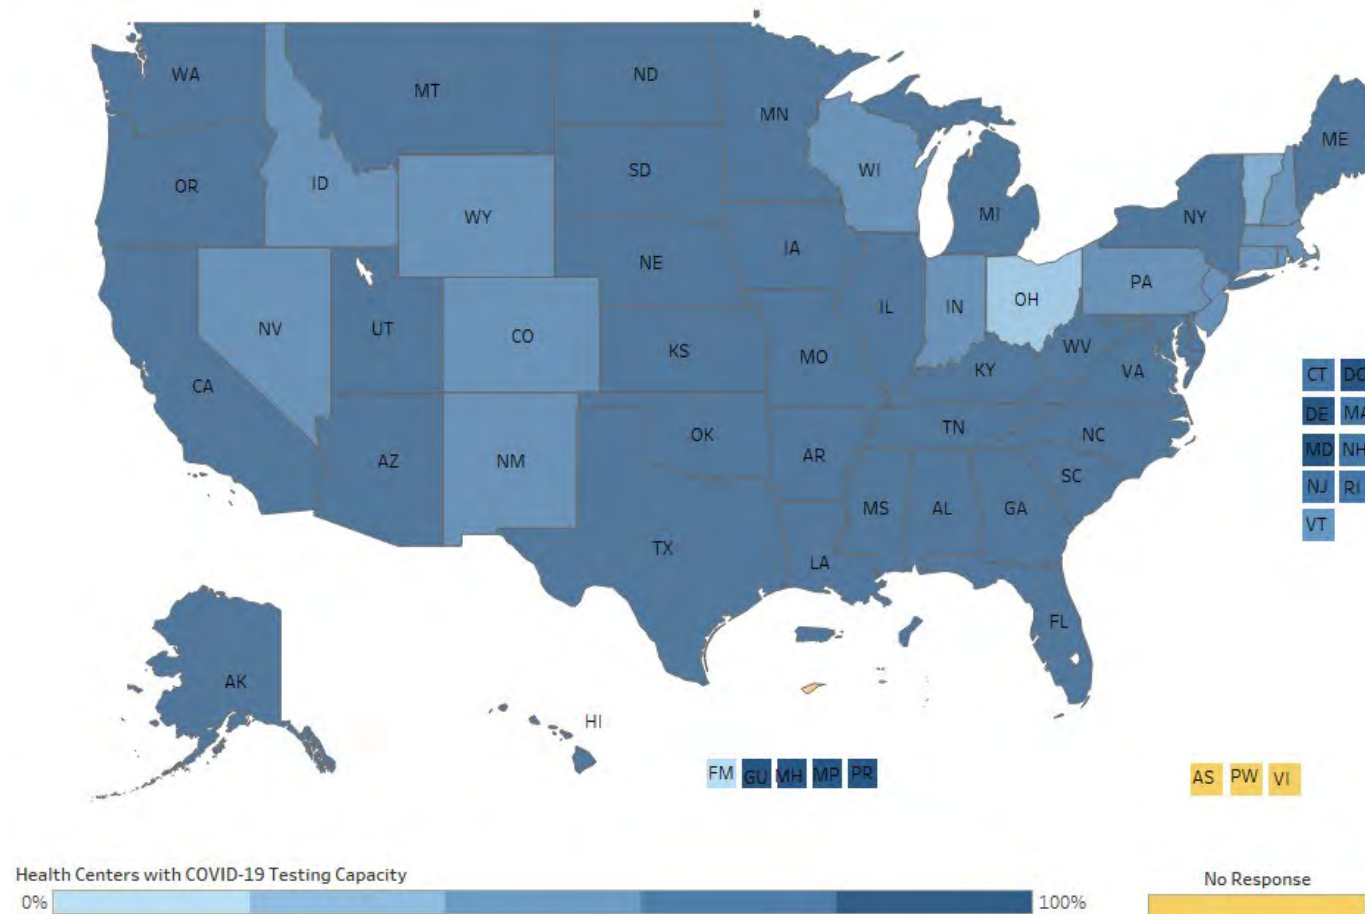 WA
MT
ND
MN
ME
OR
ID
SD
WI
WY
MI
NY
NE
IA
PA
NV
UT
CO
IL
IN
OH
KS
MO
WV
VA
CA
KY
CT
DE
MD
NH
NJ
RI
VT
AZ
NM
OK
AR
TN
NC
SC
MS
AL
GA
TX
LA
FL
AK
HI
FM GU MH MP PR
AS PW VI
Health Centers with COVID-19 Testing Capacity
0%
100%
No Response